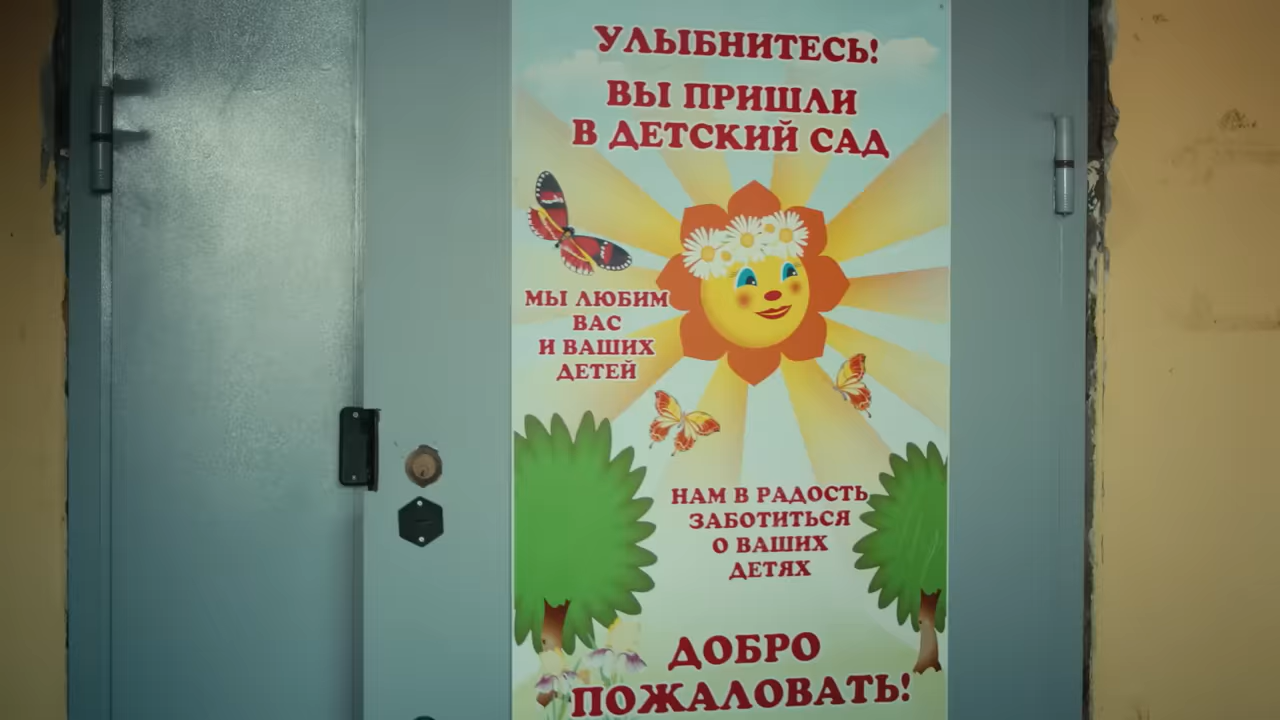 УЛЫБНИТЕСЬ!
ВЫ ПРИШЛИ
В ДЕТСКИЙ САД
МЫ ЛЮБИМ
ВАС
И ВАШИХ
ДЕТЕЙ
НАМ В РАДОСТЬ
ЗАБОТИТЬСЯ
О ВАШИХ
ДЕТЯХ
ДОБРО
ПОЖАЛОВАТЬ!